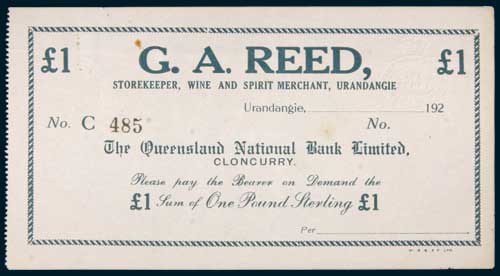 £1 G. A. REED, £1
STOREKEEPER, WINE AND SPIRIT MERCHANT, URANDANGIE
Urandangie, 192
No. C 485 No.
The Queensland National Bank Limited,
CLONCURRY.
Please pay the Bearer on Demand the
£1 Sum of One Pound Sterling £1
Per